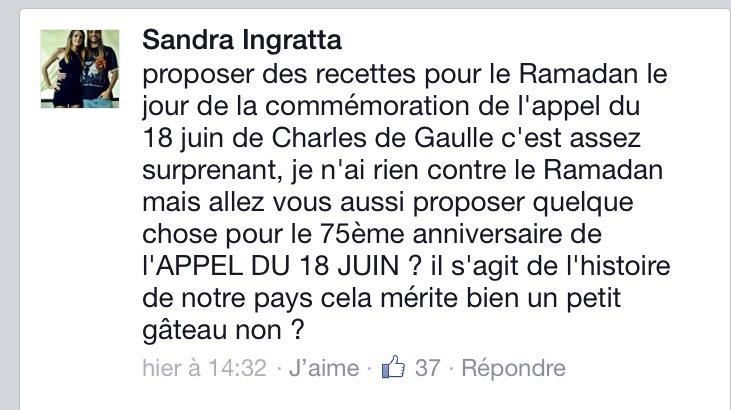 Sandra Ingratta
proposer des recettes pour le Ramadan le
jour de la commémoration de l'appel du
18 juin de Charles de Gaulle c'est assez
surprenant, je n'ai rien contre le Ramadan
mais allez vous aussi proposer quelque
chose pour le 75ème anniversaire de
l'APPEL DU 18 JUIN ? il s'agit de l'histoire
de notre pays cela mérite bien un petit
gâteau non ?
hier à 14:32 · J’aime · 37 · Répondre